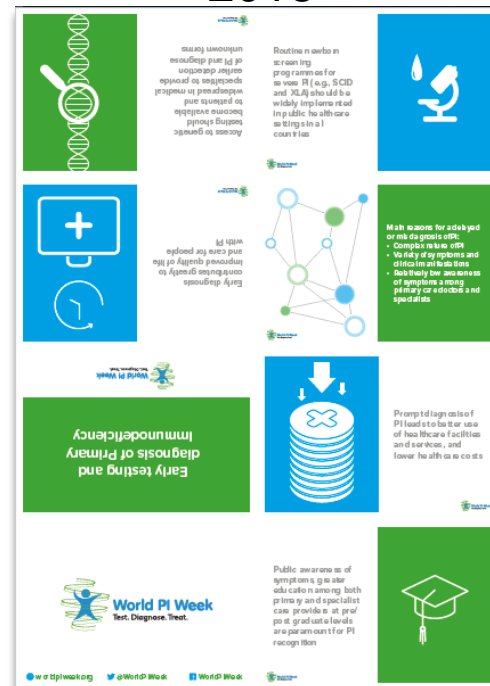 Access to genetic
testing should
become available
to patients and
widespread in medical
specialties to provide
earlier detection
of PI and diagnose
unknown forms
Routine newborn
screening
programmes for
severe PI (e.g., SCID
and XLA) should be
widely implemented
in public healthcare
settings in all
countries
Early diagnosis
contributes greatly to
improved quality of life
and care for people
with PI
Main reasons for a delayed
or misdiagnosis of PI:
• Complex nature of PI
• Variety of symptoms and
clinical manifestations
• Relatively low awareness
of symptoms among
primary care doctors and
specialists
World PI Week
Test. Diagnose. Treat.
Early testing and
diagnosis of Primary
Immunodeficiency
Prompt diagnosis of
PI leads to better use
of healthcare facilities
and services, and
lower healthcare costs
World PI Week
Test. Diagnose. Treat.
worldpiweek.org
@WorldPIWeek
WorldPIWeek
Public awareness of
symptoms, greater
education among both
primary and specialist
care providers at pre/
post graduate levels
are paramount for PI
recognition